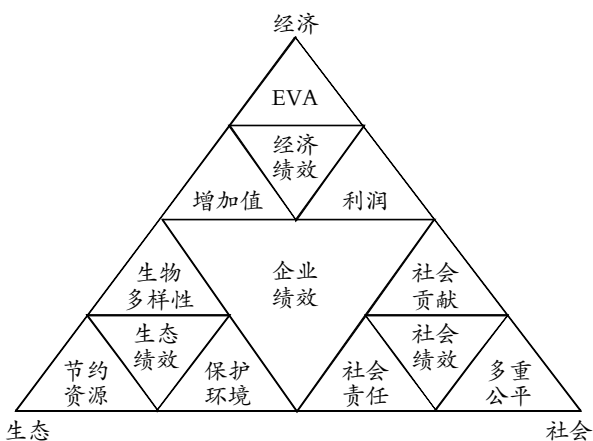 经济
EVA
经济
绩效
增加值
利润
生物
多样性
企业
绩效
社会
贡献
节约
资源
生态
绩效
保护
环境
社会
责任
社会
绩效
多重
公平
生态
社会